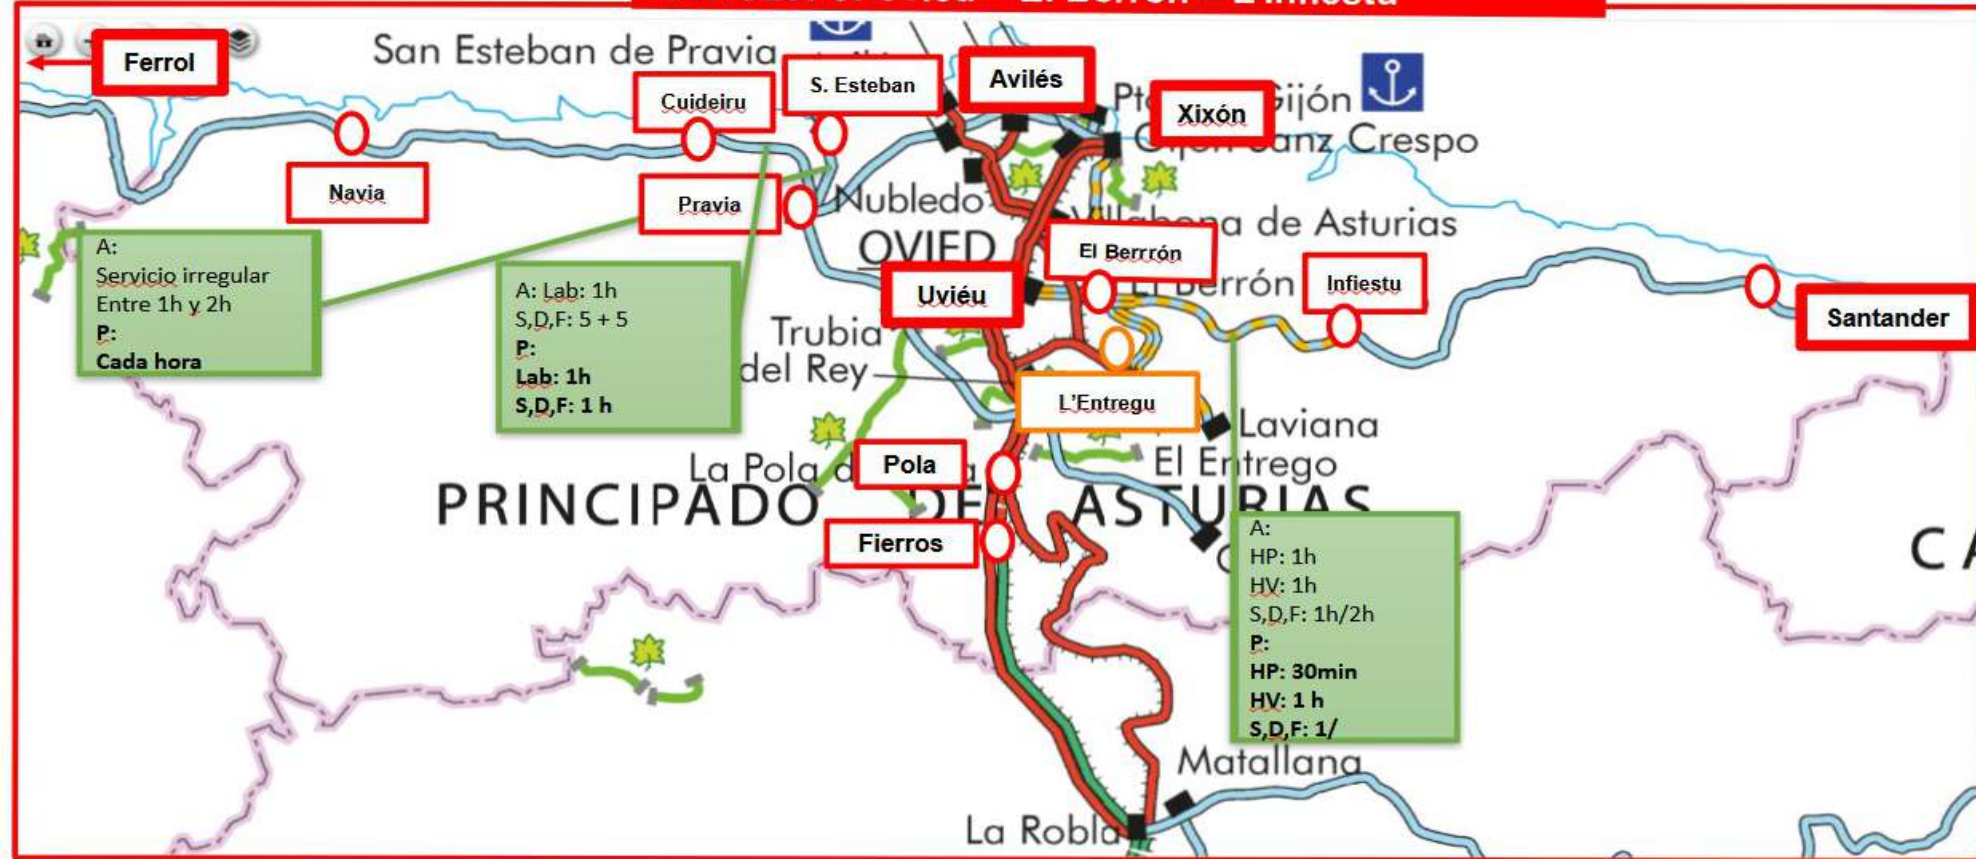 Ferrol
San Esteban de Pravia
S. Esteban
Avilés
Cuideiru
Xixón
Gijón
Crespo
Navia
Pravia
Nubledo
de Asturias
El Berrrón
Uviéu
Berrón
Infiestu
Santander
Trubia
del Rey
L'Entregu
Laviana
El Entrego
La Pola
Pola
PRINCIPADO DE ASTURIAS
Fierros
A:
Servicio irregular
Entre 1h y 2h
P:
Cada hora
A: Lab: 1h
S,D,F: 5 + 5
P:
Lab: 1h
S,D,F: 1 h
A:
HP: 1h
HV: 1h
S,D,F: 1h/2h
P:
HP: 30min
HV: 1 h
S,D,F: 1/
Matallana
La Robla